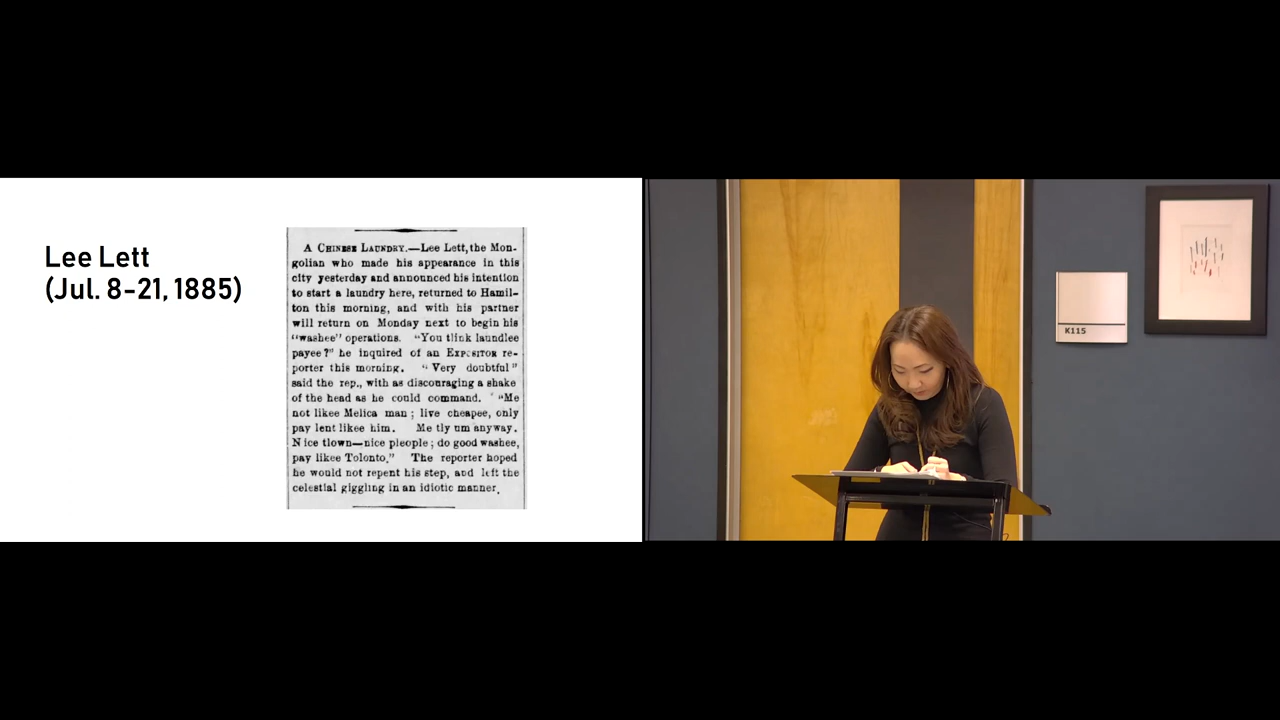 Lee Lett
(Jul. 8-21, 1885)
A CHINESE LAUNDRY.—Lee Lett, the Mon-
golian who made his appearance in this
city yesterday and announced his intention
to start a laundry here, returned to Hamil-
ton this morning, and with his partner
will return on Monday next to begin his
"washee" operations. "You tlink laundlee
payee?" he inquired of an EXPOSITOR re-
porter this morning. "Very doubtful"
said the rep., with as discouraging a shake
of the head as he could command. "Me
not likee Melica man; live cheapee, only
pay lent likee him. Me tly um anyway.
Nice tlown—nice pleople; do good washee,
pay likee Tolonto." The reporter hoped
he would not repent his step, and left the
celestial giggling in an idiotic manner.
K115